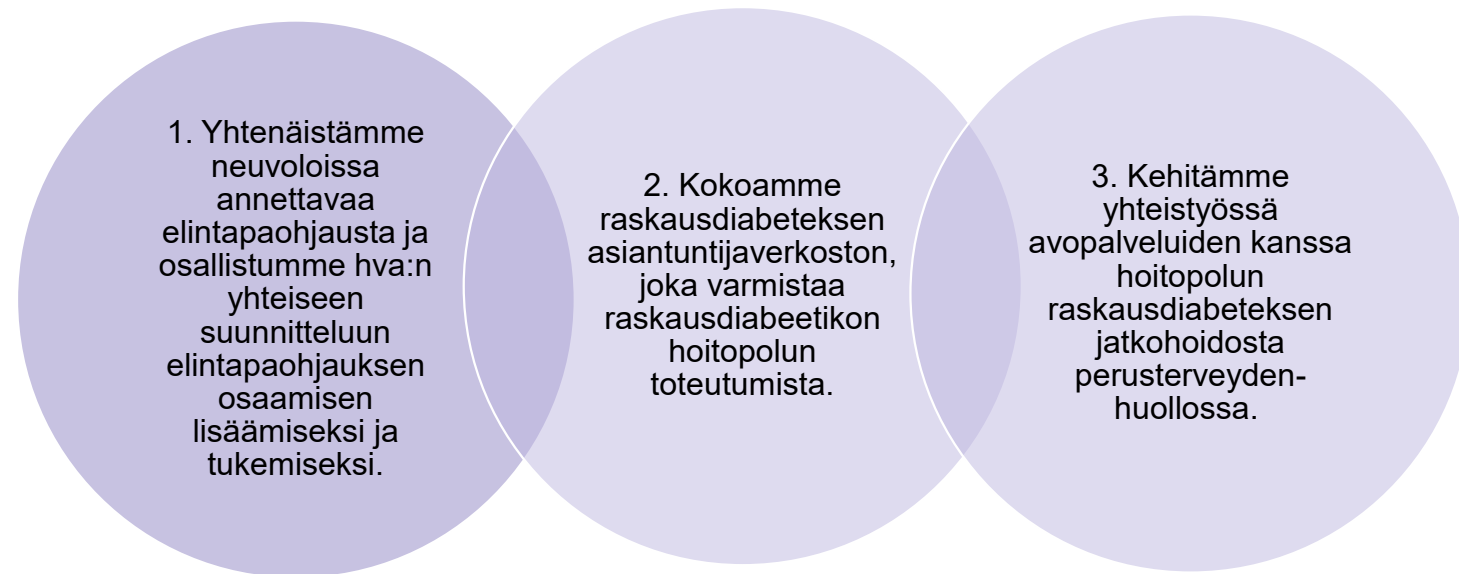 1. Yhtenäistämme
neuvoloissa
annettavaa
elintapaohjausta ja
osallistumme hva:n
yhteiseen
suunnitteluun
elintapaohjauksen
osaamisen
lisäämiseksi ja
tukemiseksi.
2. Kokoamme
raskausdiabeteksen
asiantuntijaverkoston,
joka varmistaa
raskausdiabeetikon
hoitopolun
toteutumista.
3. Kehitämme
yhteistyössä
avopalveluiden kanssa
hoitopolun
raskausdiabeteksen
jatkohoidosta
perusterveyden-
huollossa.